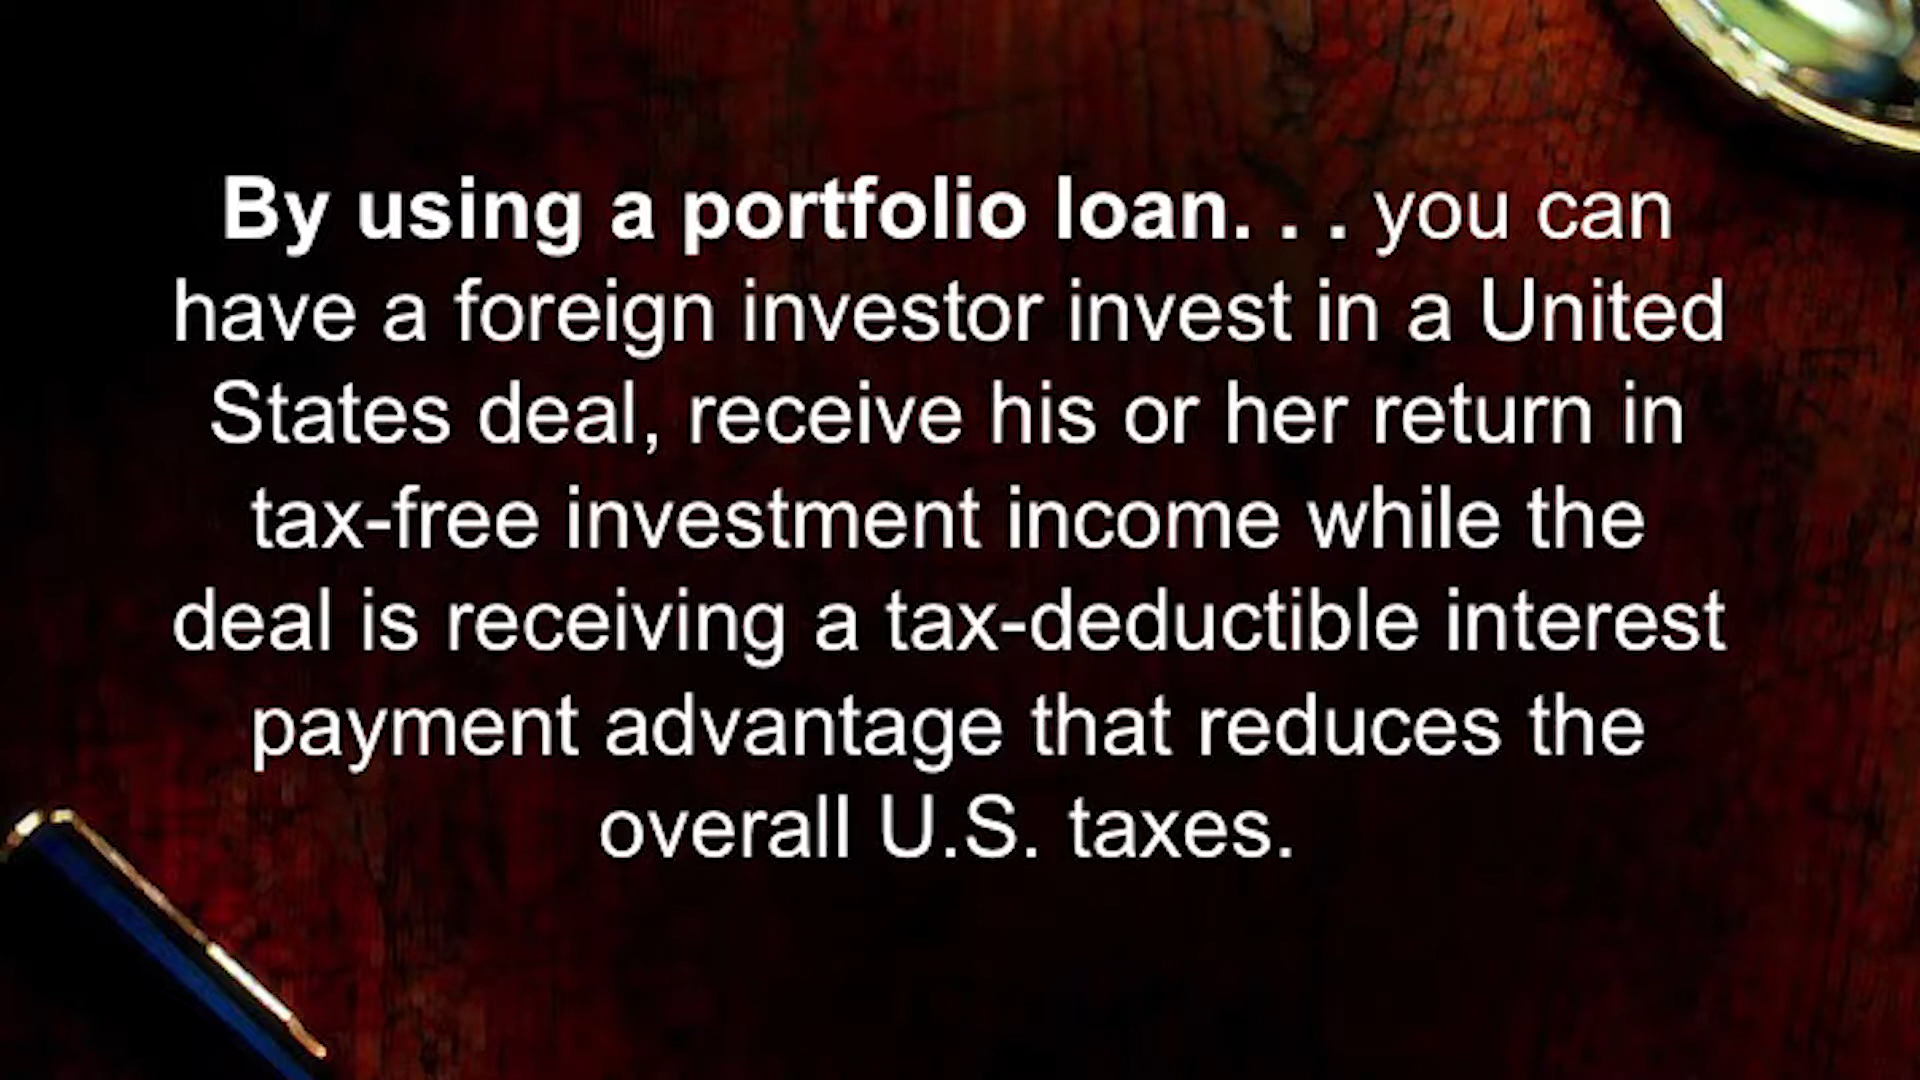 By using a portfolio loan. . . you can
have a foreign investor invest in a United
States deal, receive his or her return in
tax-free investment income while the
deal is receiving a tax-deductible interest
payment advantage that reduces the
overall U.S. taxes.